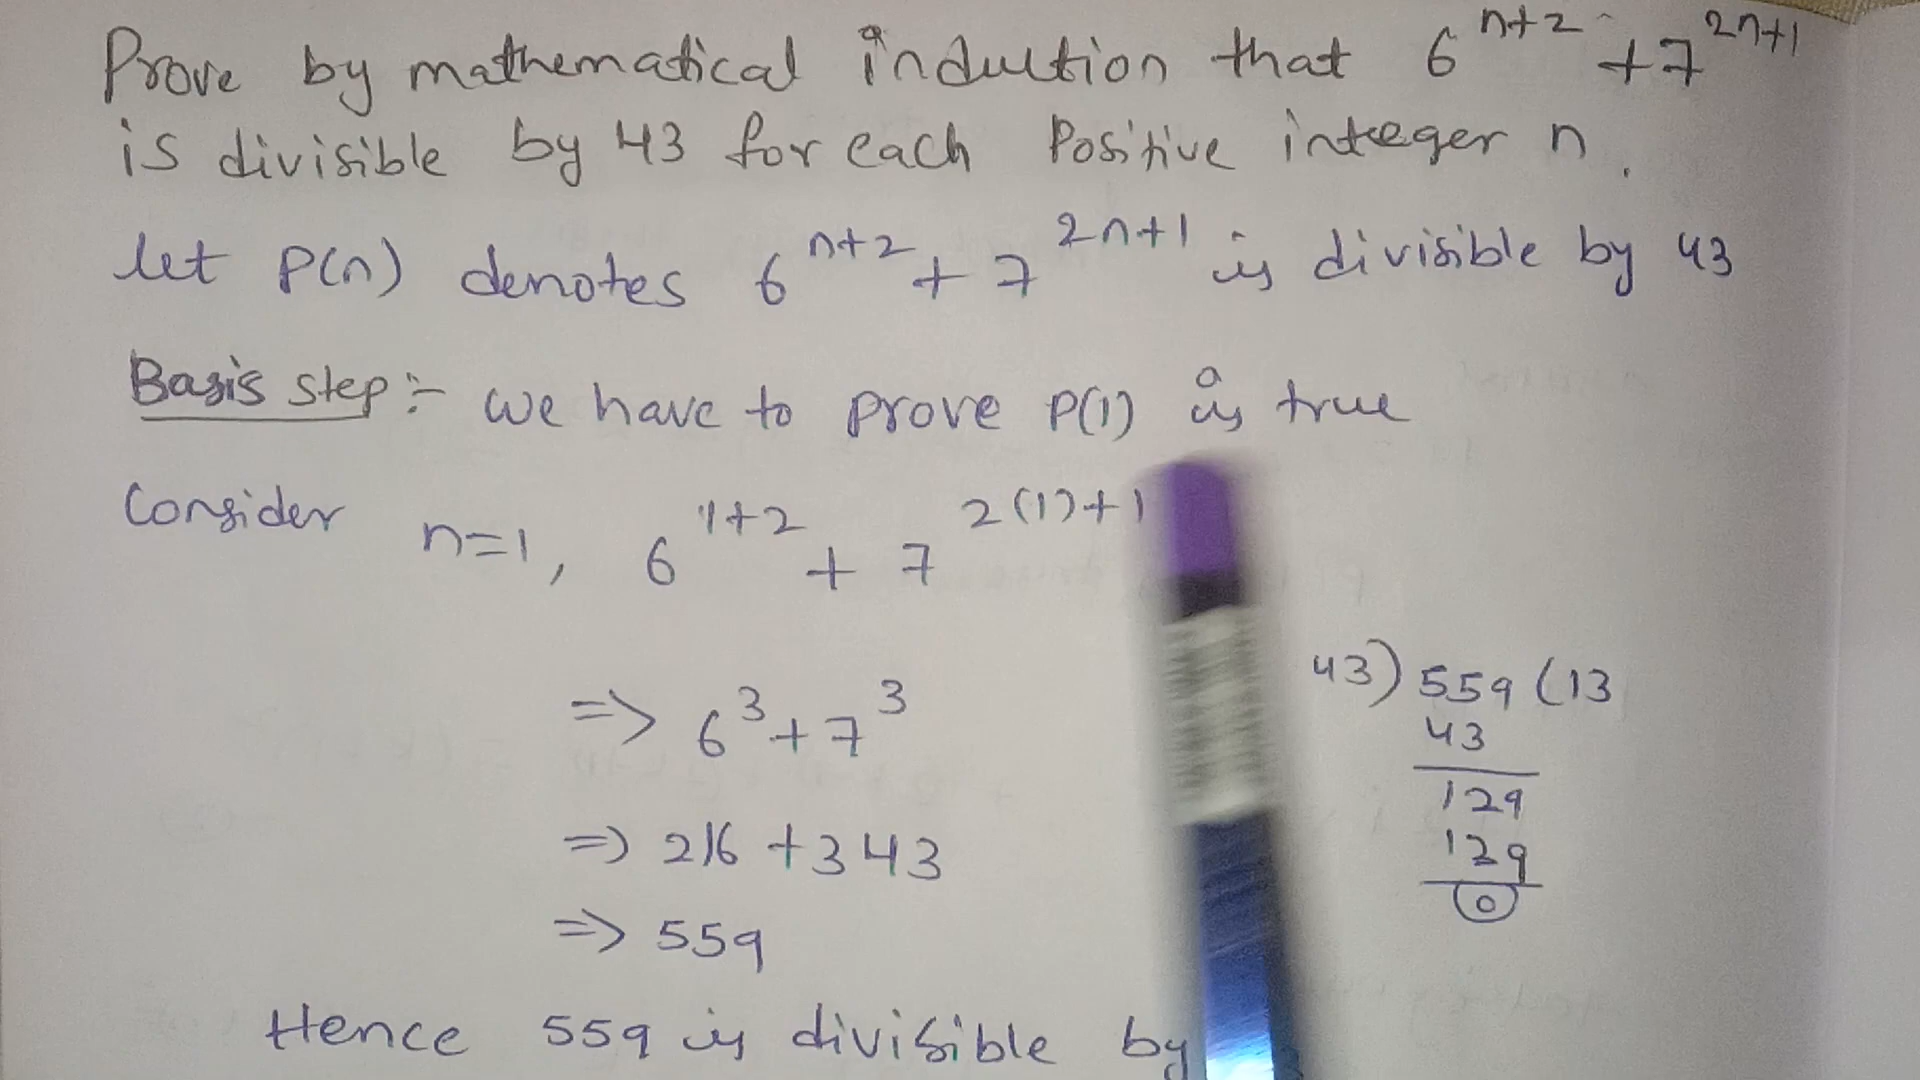 Prove by mathematical induction that 6^{n+2} + 7^{2n+1}
is divisible by 43 for each Positive integer n.
let P(n) denotes 6^{n+2} + 7^{2n+1} is divisible by 43
Basis step :- we have to prove P(1) is true
Consider n=1, 6^{1+2} + 7^{2(1)+1}
=> 6^3 + 7^3
=> 216 + 343
=> 559
Hence 559 is divisible by
43) 559 (13
43
129
129
0